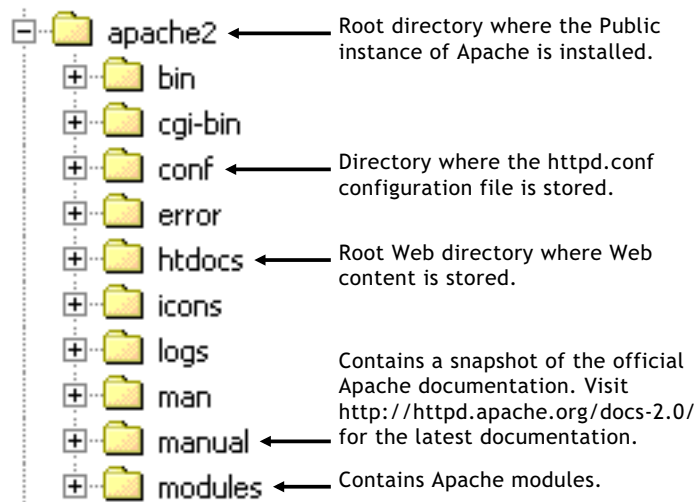 apache2
Root directory where the Public
instance of Apache is installed.
bin
cgi-bin
conf
Directory where the httpd.conf
configuration file is stored.
error
htdocs
Root Web directory where Web
content is stored.
icons
logs
man
manual
Contains a snapshot of the official
Apache documentation. Visit
http://httpd.apache.org/docs-2.0/
for the latest documentation.
modules
Contains Apache modules.